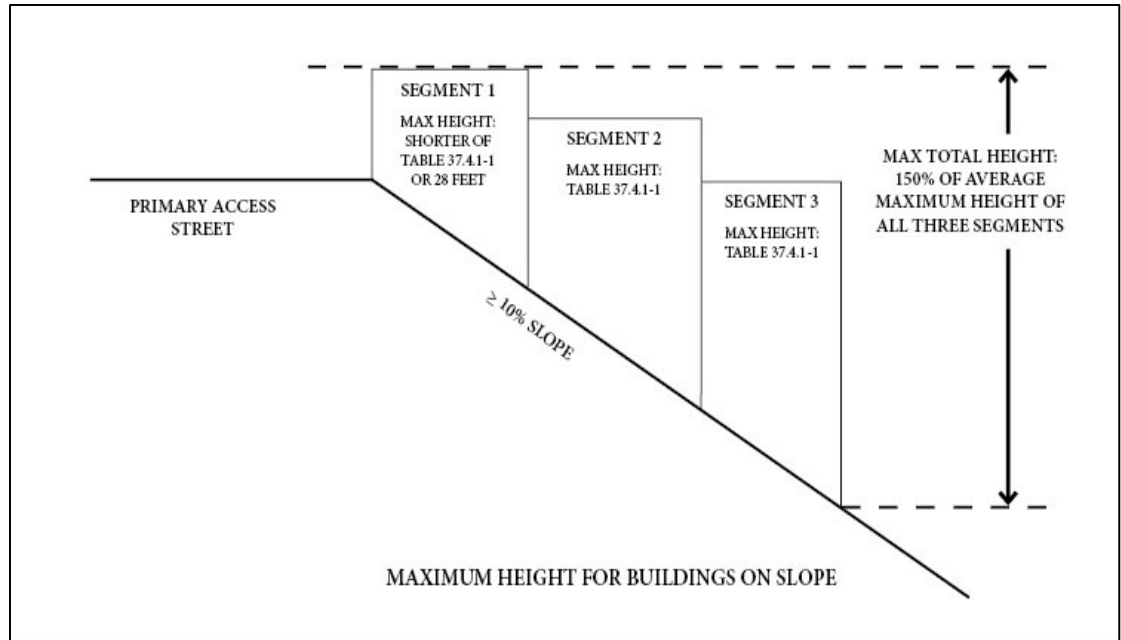 SEGMENT 1
MAX HEIGHT:
SHORTER OF
TABLE 37.4.1-1
OR 28 FEET
SEGMENT 2
MAX HEIGHT:
TABLE 37.4.1-1
SEGMENT 3
MAX HEIGHT:
TABLE 37.4.1-1
MAX TOTAL HEIGHT:
150% OF AVERAGE
MAXIMUM HEIGHT OF
ALL THREE SEGMENTS
PRIMARY ACCESS
STREET
≥ 10% SLOPE
MAXIMUM HEIGHT FOR BUILDINGS ON SLOPE